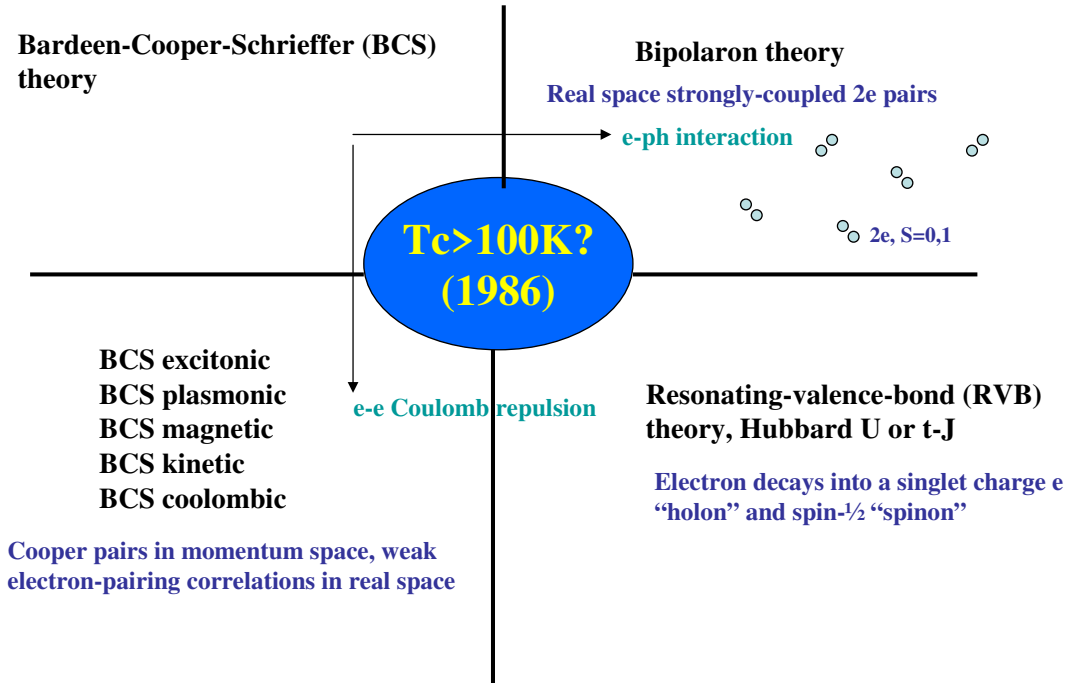 Bardeen-Cooper-Schrieffer (BCS)
theory
Bipolaron theory
Real space strongly-coupled 2e pairs
e-ph interaction
2e, S=0,1
Tc>100K?
(1986)
BCS excitonic
BCS plasmonic
BCS magnetic
BCS kinetic
BCS coolombic
Cooper pairs in momentum space, weak
electron-pairing correlations in real space
e-e Coulomb repulsion
Resonating-valence-bond (RVB)
theory, Hubbard U or t-J
Electron decays into a singlet charge e
“holon” and spin-½ “spinon”